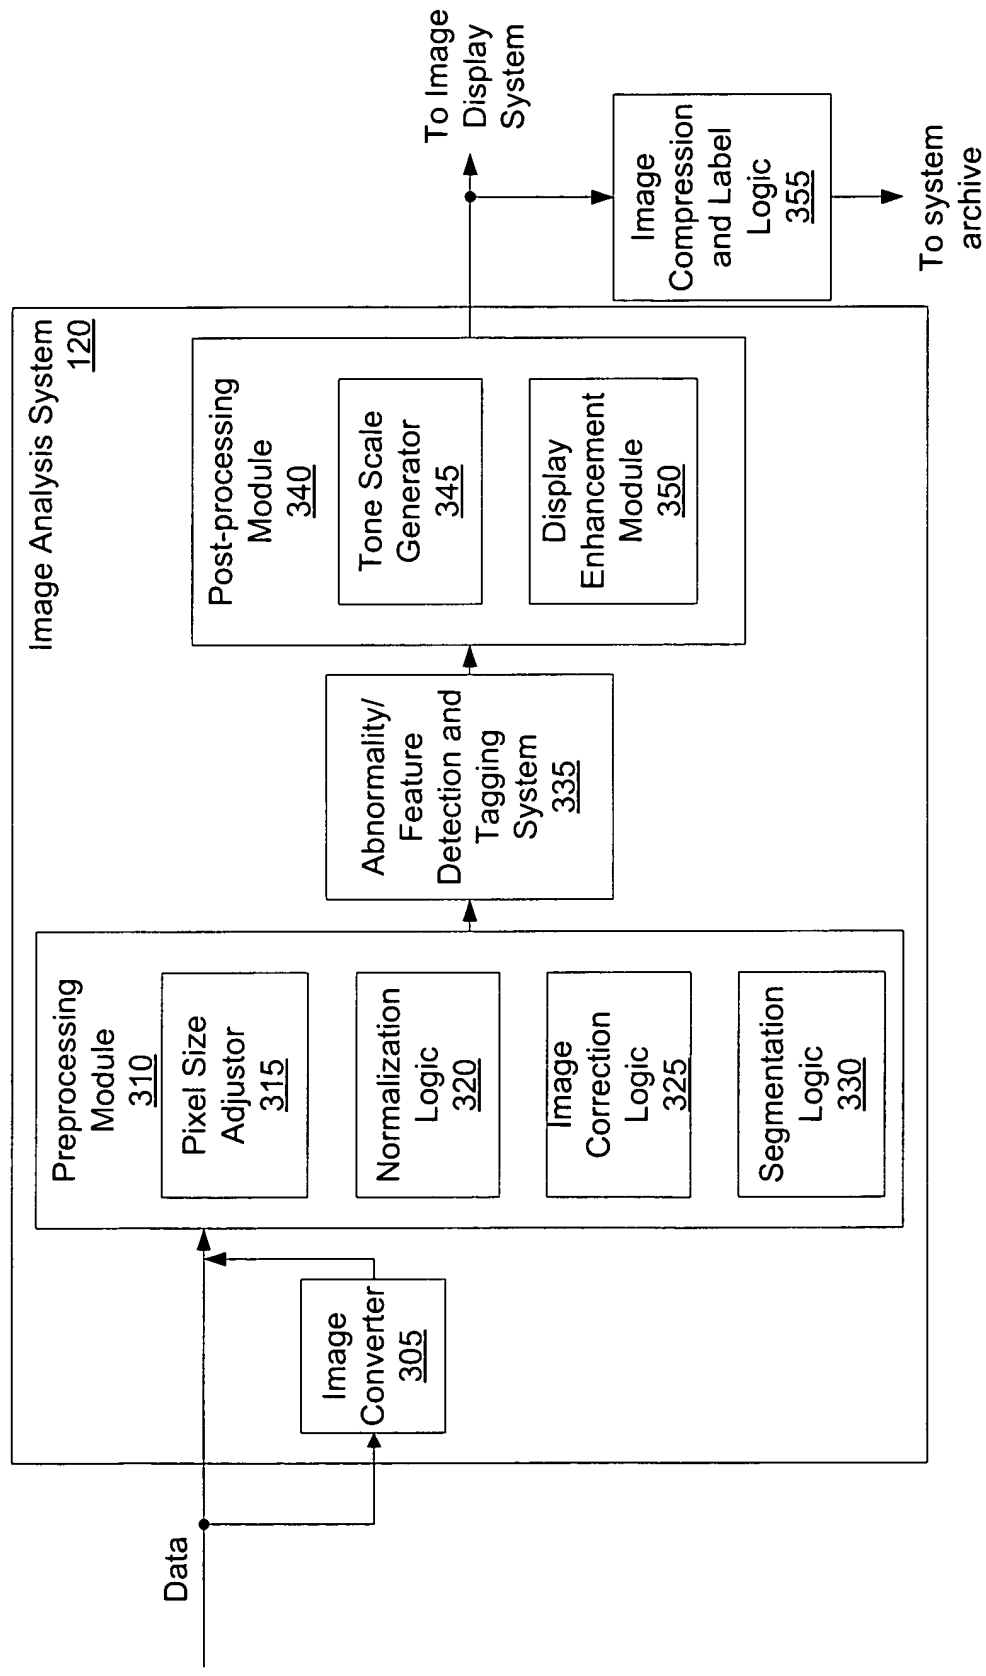 Data
Image Analysis System
120
Image
Converter
305
Preprocessing
Module
310
Pixel Size
Adjustor
315
Normalization
Logic
320
Image
Correction
Logic
325
Segmentation
Logic
330
Abnormality/
Feature
Detection and
Tagging
System
335
Post-processing
Module
340
Tone Scale
Generator
345
Display
Enhancement
Module
350
To Image
Display
System
Image
Compression
and Label
Logic
355
To system
archive